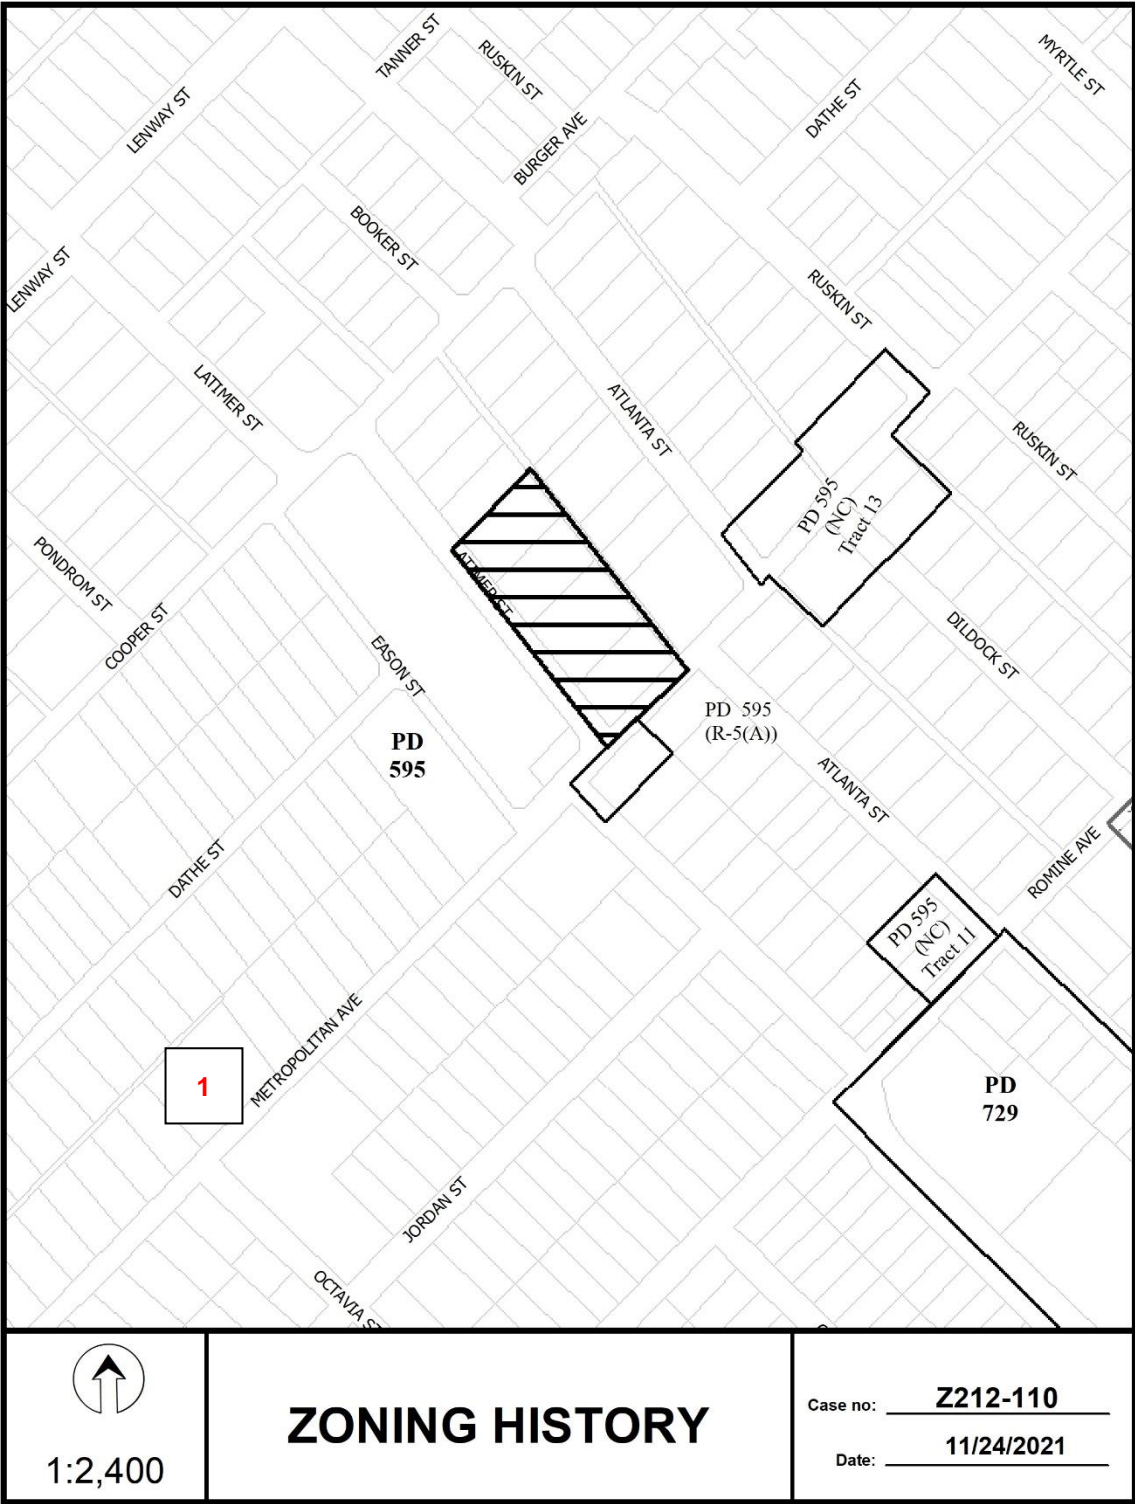 TANNER ST
RUSKIN ST
MYRTLE ST
LENWAY ST
DATHE ST
BURGER AVE
BOOKER ST
LENWAY ST
RUSKIN ST
LATIMER ST
ATLANTA ST
RUSKIN ST
PD 595
(NC)
Tract 13
PONDROM ST
COOPER ST
EASON ST
DILDOCK ST
PD 595
(R-5(A))
PD
595
ATLANTA ST
DATHE ST
ROMINE AVE
PD 595
(NC)
Tract 11
METROPOLITAN AVE
1
PD
729
JORDAN ST
OCTAVIA ST
1:2,400
ZONING HISTORY
Case no: Z212-110
Date: 11/24/2021